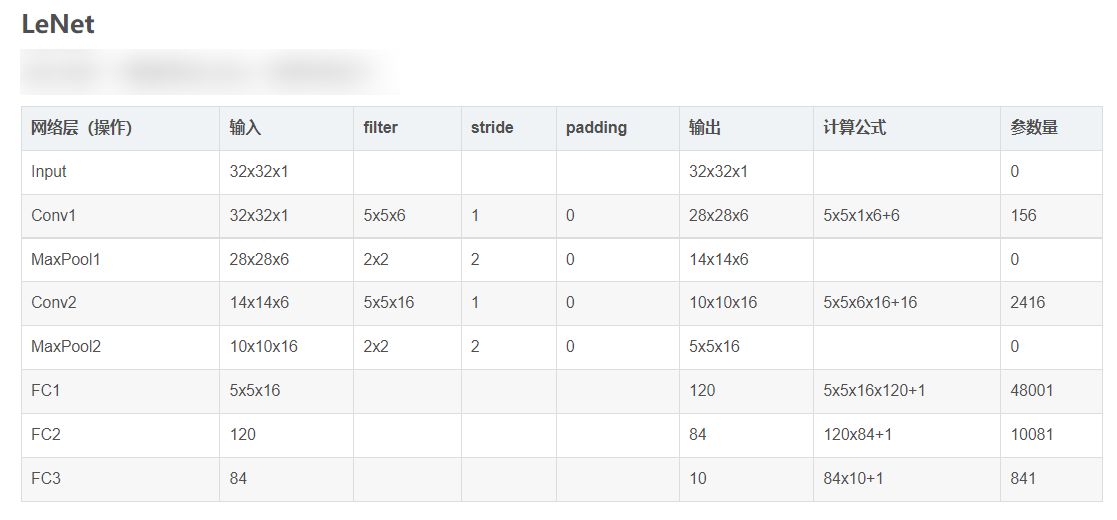 LeNet
网络层（操作） 输入 filter stride padding 输出 计算公式 参数量
Input 32x32x1 32x32x1 0
Conv1 32x32x1 5x5x6 1 0 28x28x6 5x5x1x6+6 156
MaxPool1 28x28x6 2x2 2 0 14x14x6 0
Conv2 14x14x6 5x5x16 1 0 10x10x16 5x5x6x16+16 2416
MaxPool2 10x10x16 2x2 2 0 5x5x16 0
FC1 5x5x16 120 5x5x16x120+1 48001
FC2 120 84 120x84+1 10081
FC3 84 10 84x10+1 841